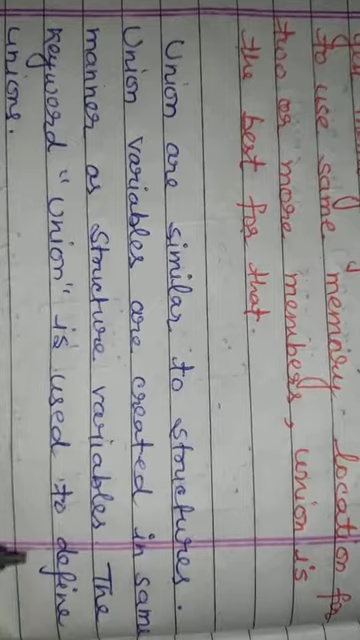 to use same memory location for
two or more members, union is
the best for that.
Union are similar to structures.
Union variables are created in same
manner as structure variables. The
keyword "Union" is used to define
unions.